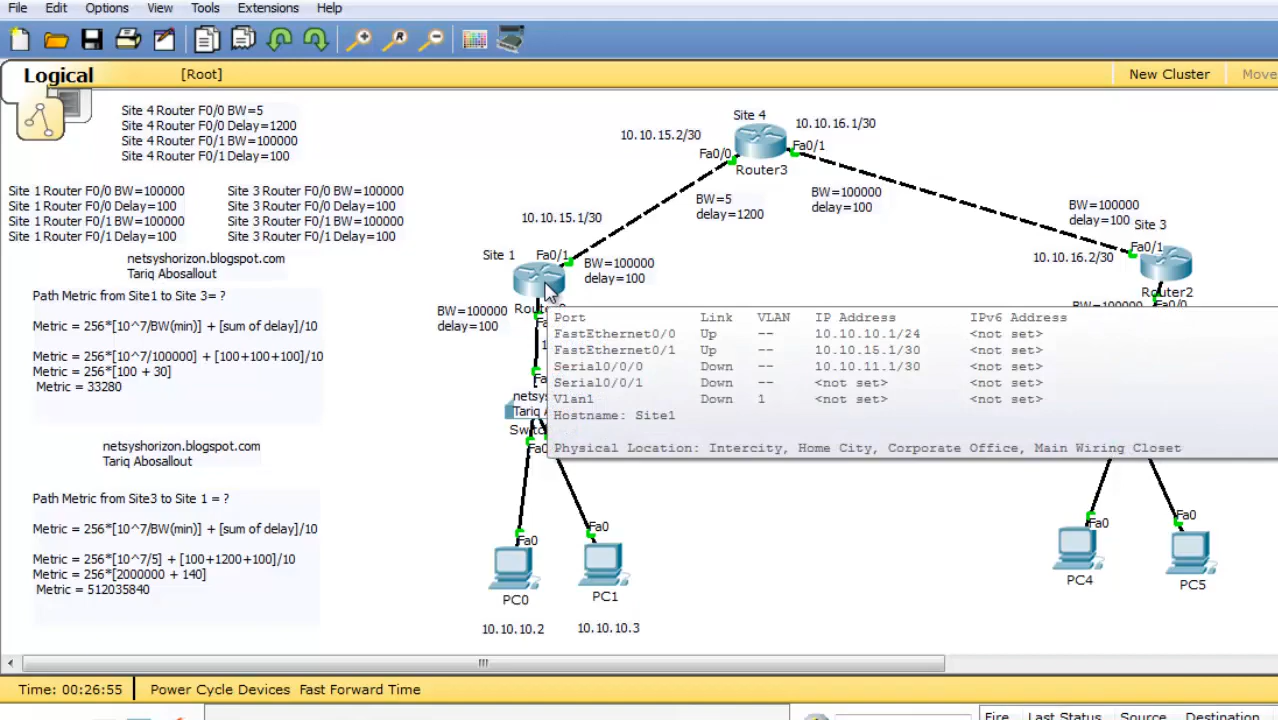 File Edit Options View Tools Extensions Help
Logical [Root] New Cluster Move
Site 4 Router F0/0 BW=5
Site 4 Router F0/0 Delay=1200
Site 4 Router F0/1 BW=100000
Site 4 Router F0/1 Delay=100
Site 1 Router F0/0 BW=100000
Site 1 Router F0/0 Delay=100
Site 1 Router F0/1 BW=100000
Site 1 Router F0/1 Delay=100
Site 3 Router F0/0 BW=100000
Site 3 Router F0/0 Delay=100
Site 3 Router F0/1 BW=100000
Site 3 Router F0/1 Delay=100
netsyshorizon.blogspot.com
Tariq Abosallout
Path Metric from Site1 to Site 3= ?
Metric = 256*[10^7/BW(min)] + [sum of delay]/10
Metric = 256*[10^7/100000] + [100+100+100]/10
Metric = 256*[100 + 30]
Metric = 33280
netsyshorizon.blogspot.com
Tariq Abosallout
Path Metric from Site3 to Site 1 = ?
Metric = 256*[10^7/BW(min)] + [sum of delay]/10
Metric = 256*[10^7/5] + [100+1200+100]/10
Metric = 256*[2000000 + 140]
Metric = 512035840
Site 4
10.10.15.2/30
10.10.16.1/30
Fa0/0
Fa0/1
Router3
BW=5
delay=1200
BW=100000
delay=100
BW=100000
delay=100
Site 3
Fa0/1
10.10.16.2/30
Router2
10.10.15.1/30
Site 1
Fa0/1
BW=100000
delay=100
BW=100000
delay=100
Port Link VLAN IP Address IPv6 Address
FastEthernet0/0 Up -- 10.10.10.1/24 <not set>
FastEthernet0/1 Up -- 10.10.15.1/30 <not set>
Serial0/0/0 Down -- 10.10.11.1/30 <not set>
Serial0/0/1 Down -- <not set> <not set>
Vlan1 Down 1 <not set> <not set>
Hostname: Site1
Physical Location: Intercity, Home City, Corporate Office, Main Wiring Closet
Tariq
Fa0
Fa0
PC0
PC1
10.10.10.2
10.10.10.3
Fa0
Fa0
PC4
PC5
Time: 00:26:55 Power Cycle Devices Fast Forward Time
Fire Last Status Source Destination